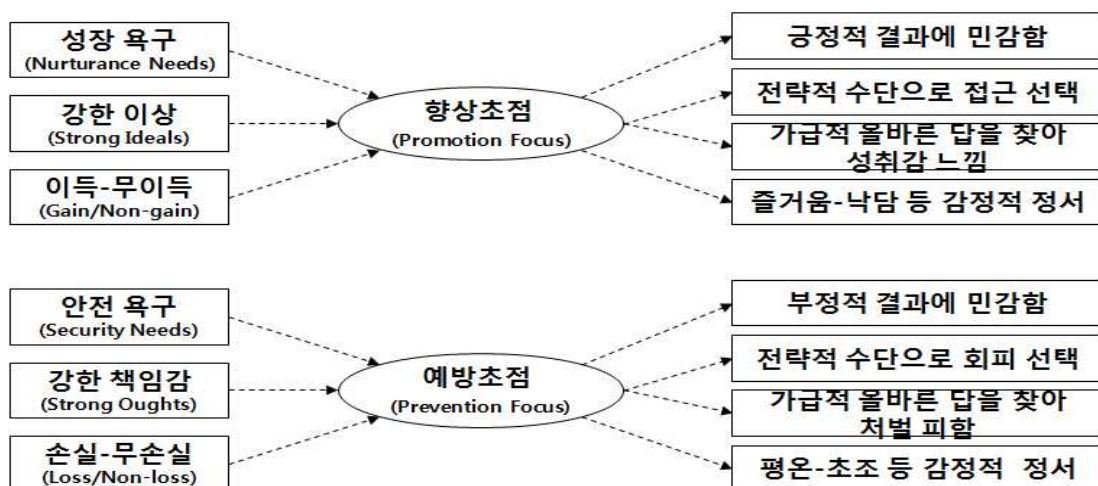 성장 욕구
(Nurturance Needs)
강한 이상
(Strong Ideals)
이득-무이득
(Gain/Non-gain)
향상초점
(Promotion Focus)
긍정적 결과에 민감함
전략적 수단으로 접근 선택
가급적 올바른 답을 찾아
성취감 느낌
즐거움-낙담 등 감정적 정서
안전 욕구
(Security Needs)
강한 책임감
(Strong Oughts)
손실-무손실
(Loss/Non-loss)
예방초점
(Prevention Focus)
부정적 결과에 민감함
전략적 수단으로 회피 선택
가급적 올바른 답을 찾아
처벌 피함
평온-초조 등 감정적 정서